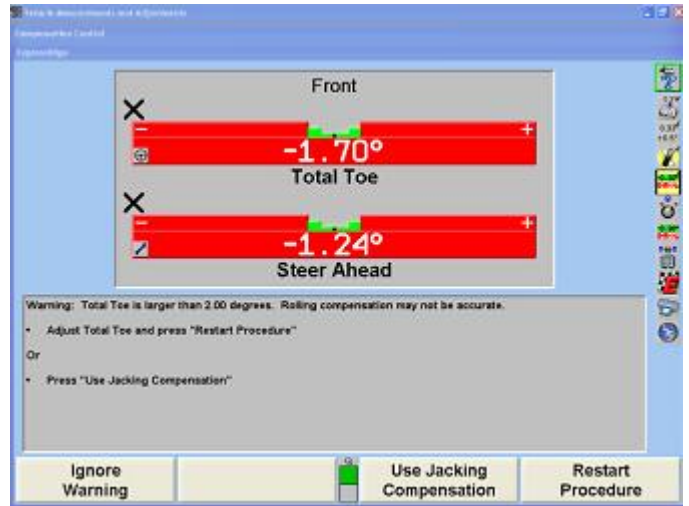 Front
-1.70°
Total Toe
-1.24°
Steer Ahead
Warning: Total Toe is larger than 2.00 degrees. Rolling compensation may not be accurate.
• Adjust Total Toe and press "Restart Procedure"
Or
• Press "Use Jacking Compensation"
Ignore Warning
Use Jacking Compensation
Restart Procedure